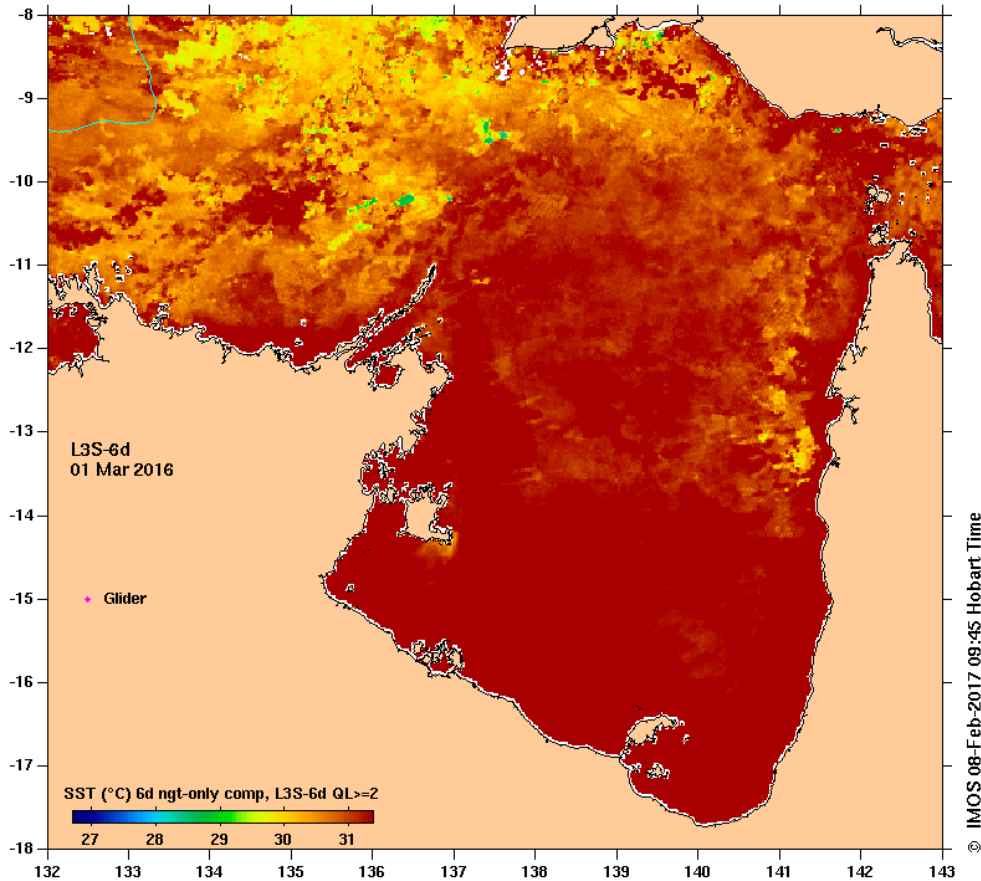 -8
-9
-10
-11
-12
-13
-14
-15
-16
-17
-18
L3S-6d
01 Mar 2016
Glider
SST (°C) 6d ngt-only comp, L3S-6d QL>=2
27 28 29 30 31
132 133 134 135 136 137 138 139 140 141 142 143
© IMOS 08-Feb-2017 09:45 Hobart Time